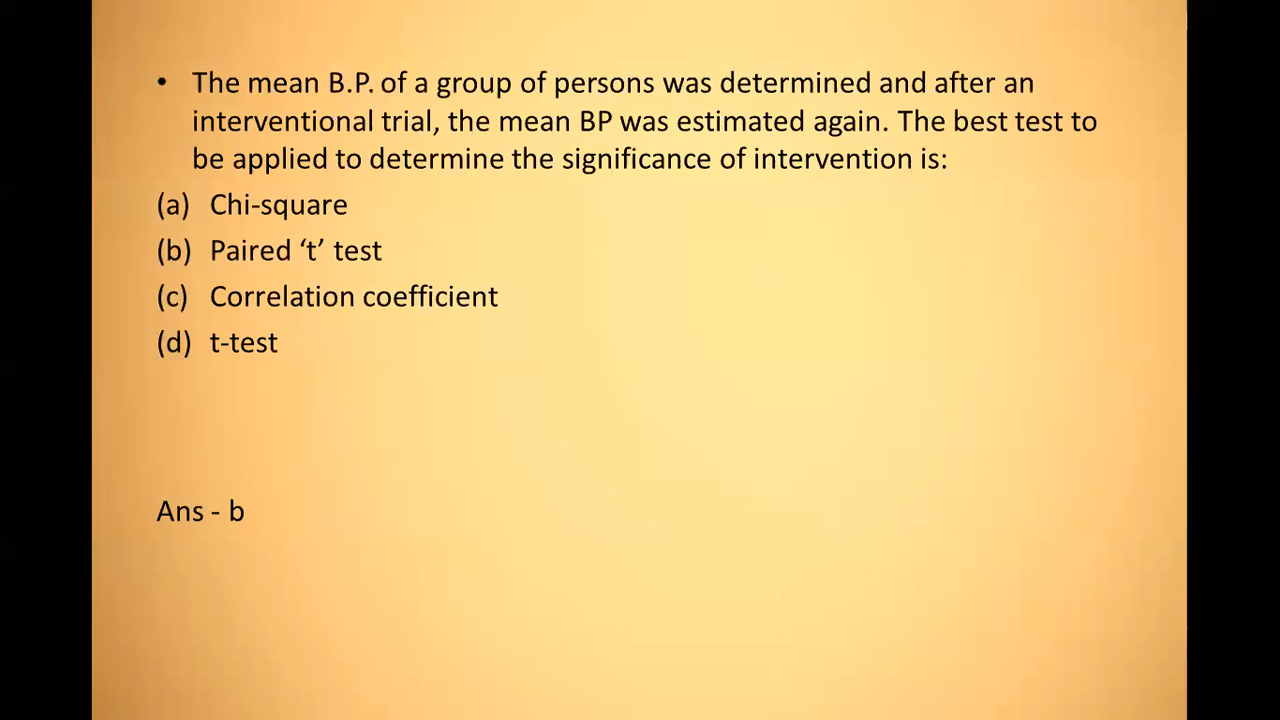 • The mean B.P. of a group of persons was determined and after an
interventional trial, the mean BP was estimated again. The best test to
be applied to determine the significance of intervention is:
(a) Chi-square
(b) Paired ‘t’ test
(c) Correlation coefficient
(d) t-test
Ans - b